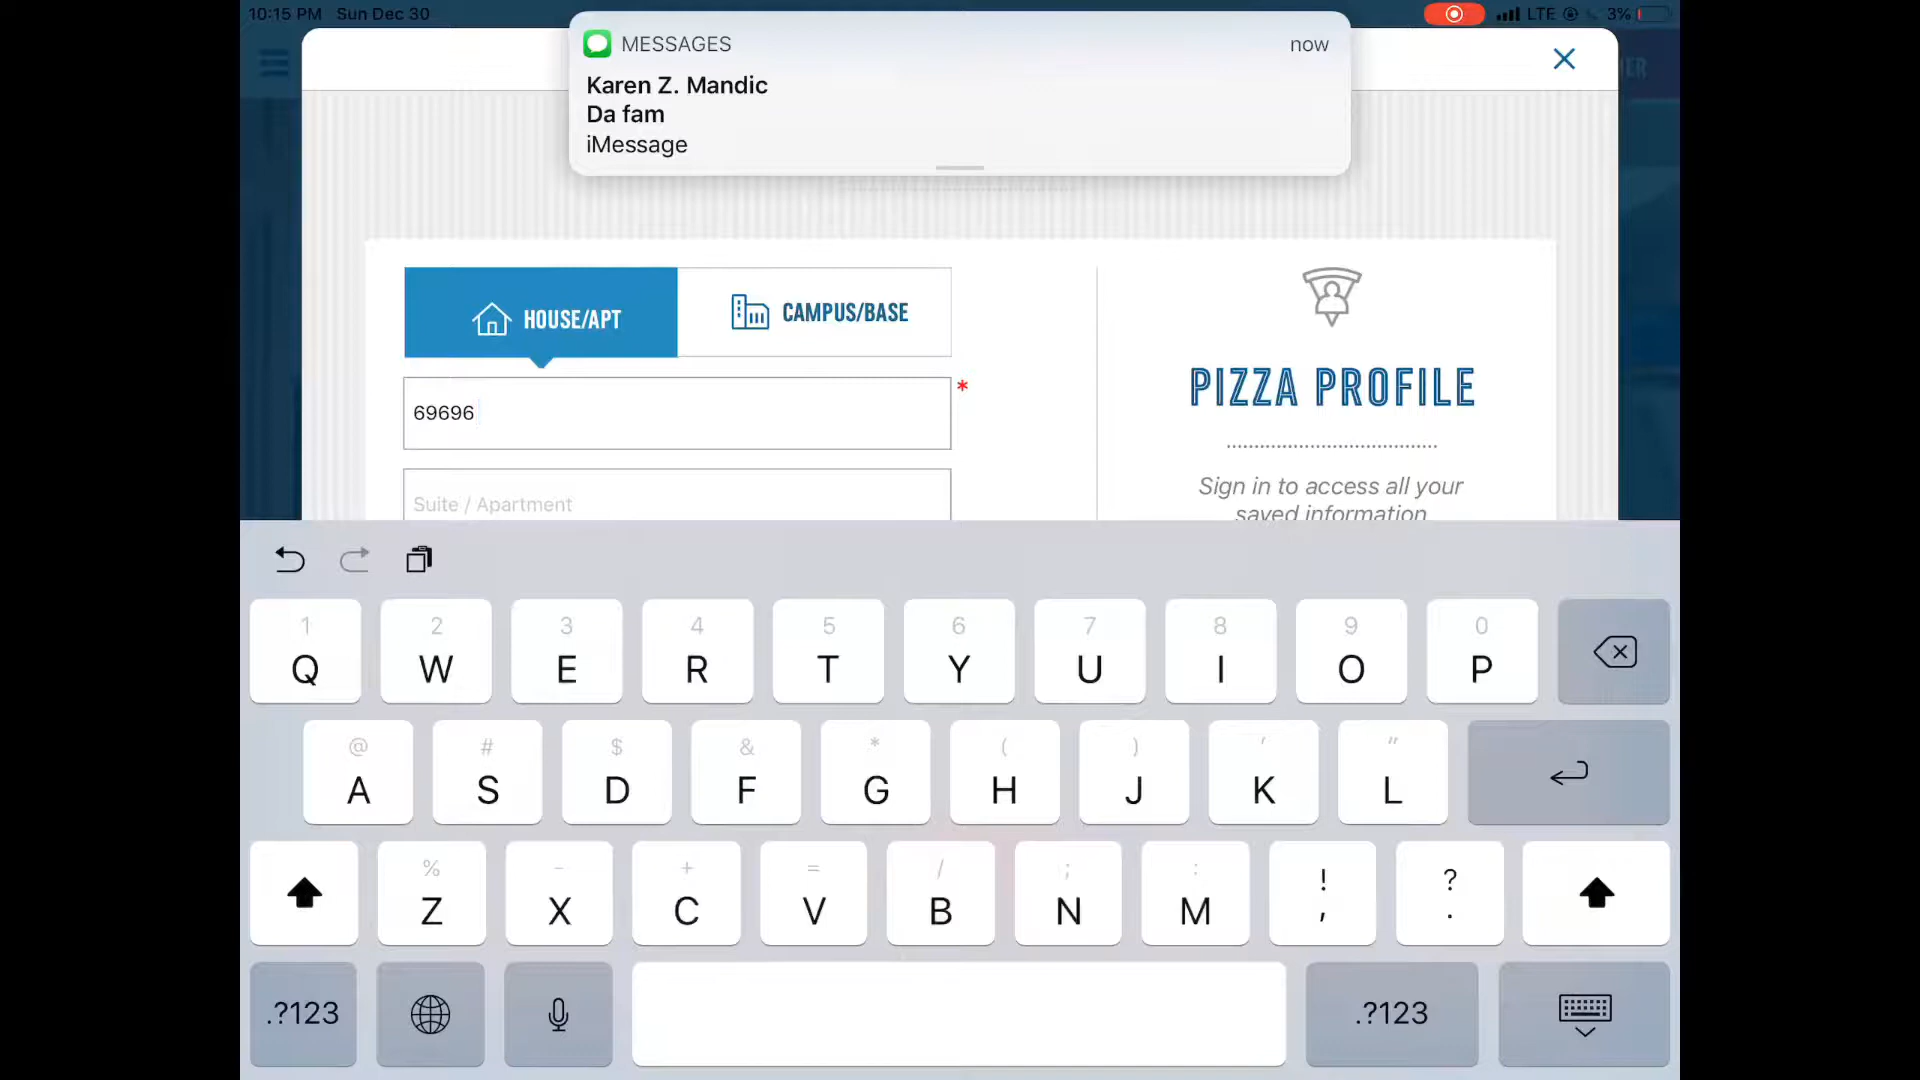 10:15 PM Sun Dec 30
LTE 3%
MESSAGES
now
Karen Z. Mandic
Da fam
iMessage
HOUSE/APT
CAMPUS/BASE
69696
*
Suite / Apartment
PIZZA PROFILE
Sign in to access all your
saved information
1 2 3 4 5 6 7 8 9 0
Q W E R T Y U I O P
@ # $ & * ( ) ' "
A S D F G H J K L
% - + = / ; : ! ?
Z X C V B N M , .
.?123
.?123